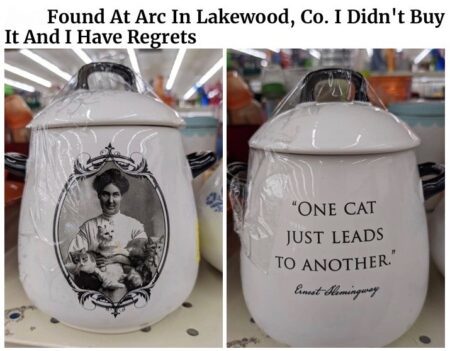 Found At Arc In Lakewood, Co. I Didn't Buy
It And I Have Regrets
"ONE CAT
JUST LEADS
TO ANOTHER."
Ernest Hemingway